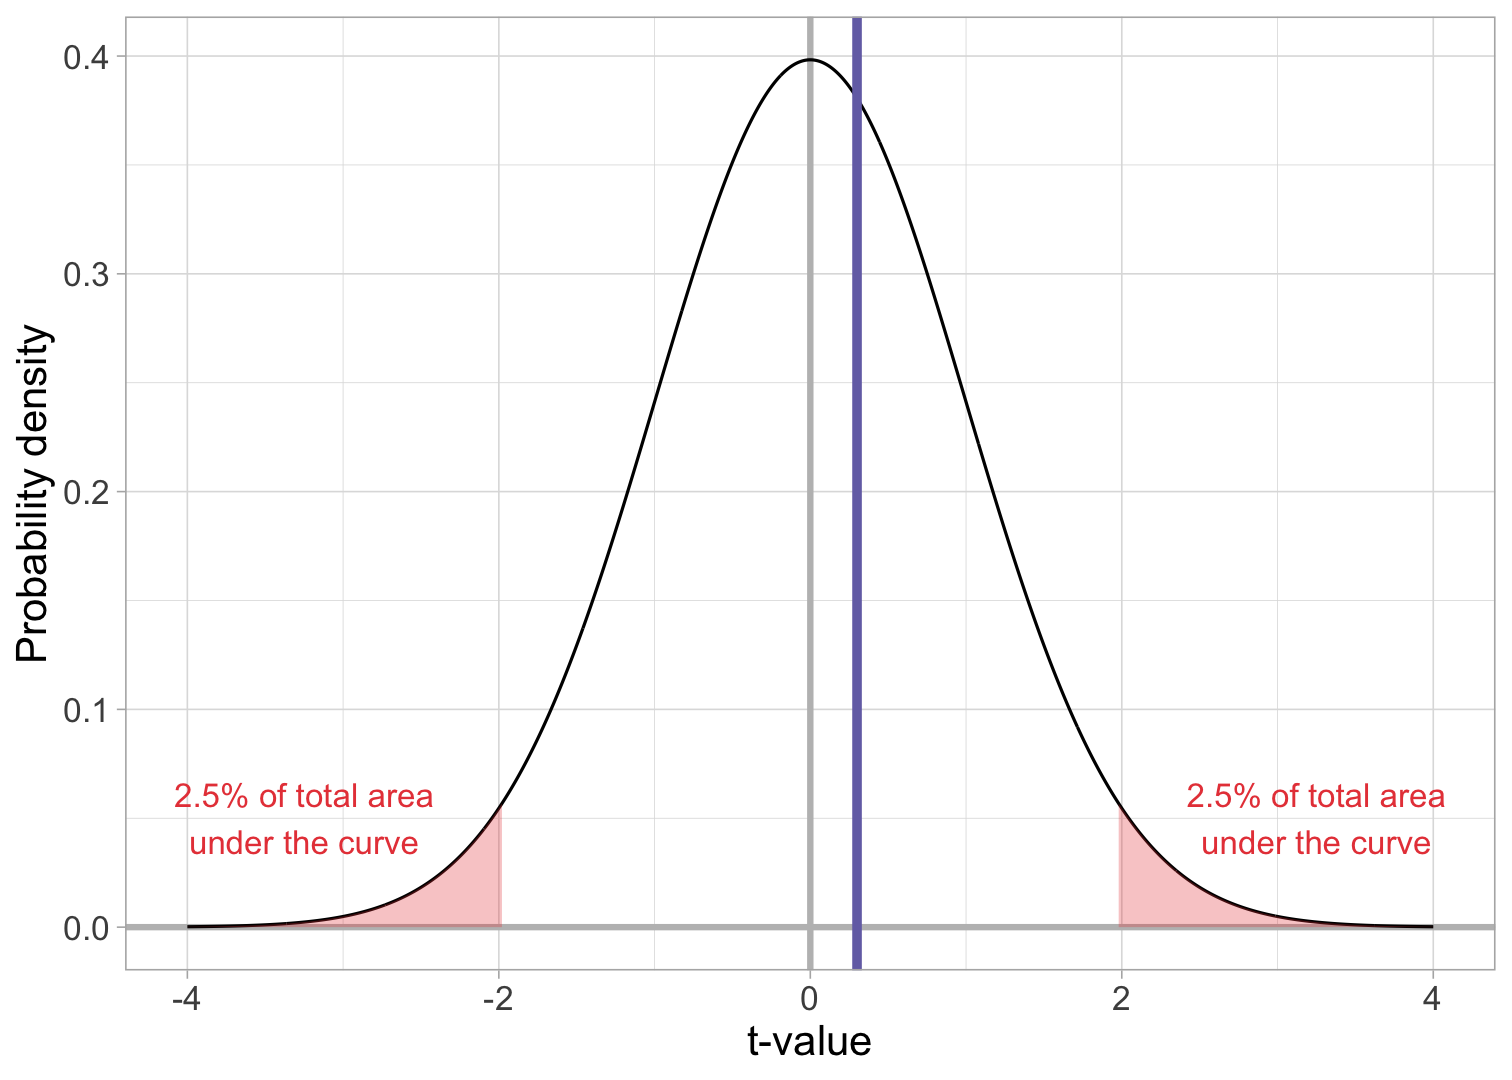 0.4
0.3
0.2
0.1
0.0
Probability density
2.5% of total area
under the curve
2.5% of total area
under the curve
-4
-2
0
2
4
t-value